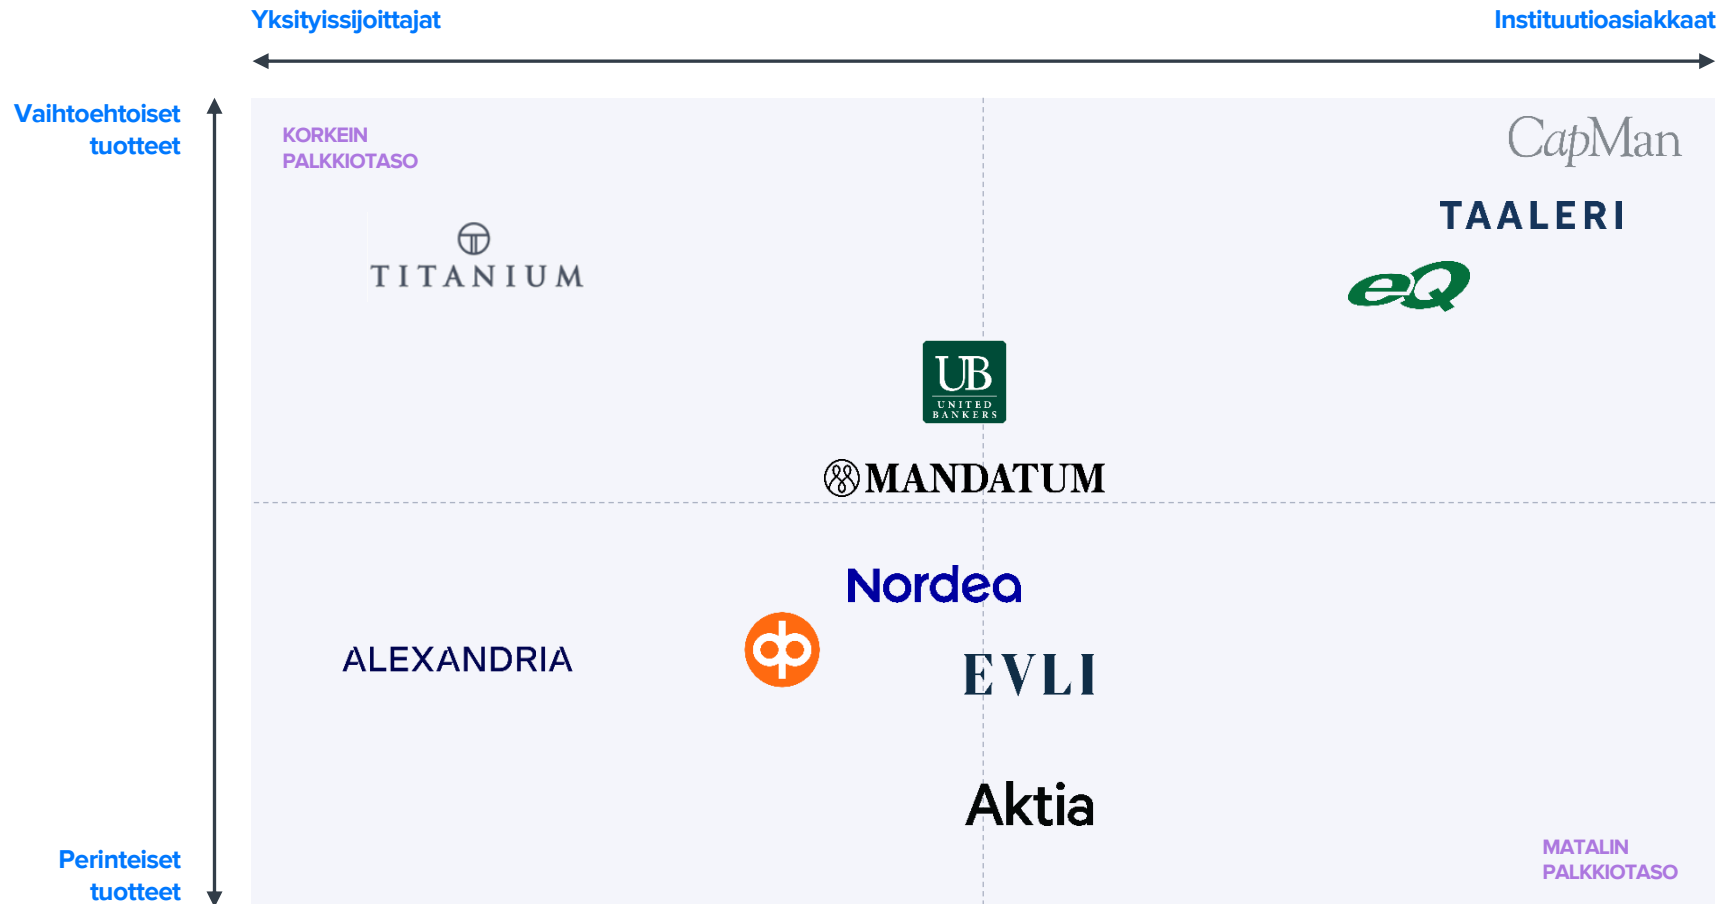 Yksityissijoittajat
Instituutioasiakkaat
Vaihtoehtoiset
tuotteet
KORKEIN
PALKKIOTASO
CapMan
TAALERI
TITANIUM
eQ
UB
UNITED
BANKERS
MANDATUM
Nordea
op
ALEXANDRIA
EVLI
Aktia
MATALIN
PALKKIOTASO
Perinteiset
tuotteet